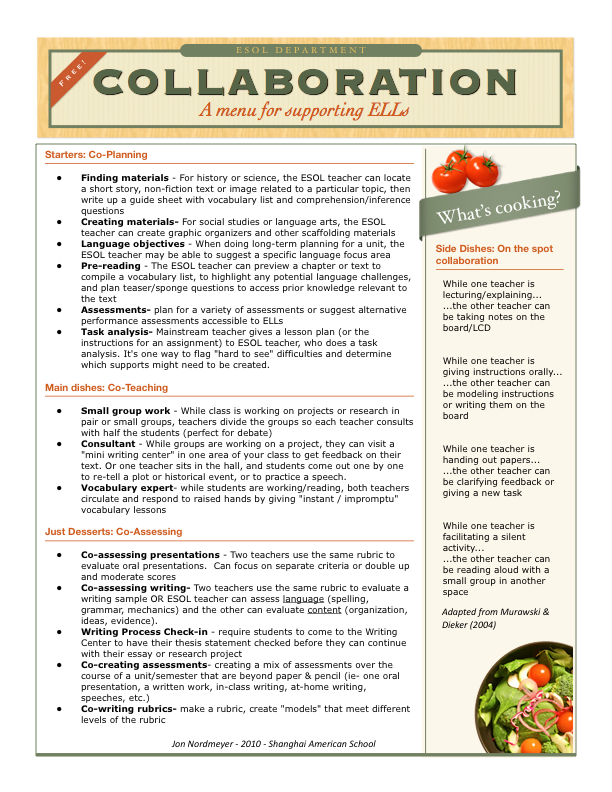 ESOL DEPARTMENT
FREE!
COLLABORATION
A menu for supporting ELLs
Starters: Co-Planning
● Finding materials - For history or science, the ESOL teacher can locate
a short story, non-fiction text or image related to a particular topic, then
write up a guide sheet with vocabulary list and comprehension/inference
questions
● Creating materials- For social studies or language arts, the ESOL
teacher can create graphic organizers and other scaffolding materials
● Language objectives - When doing long-term planning for a unit, the
ESOL teacher may be able to suggest a specific language focus area
● Pre-reading - The ESOL teacher can preview a chapter or text to
compile a vocabulary list, to highlight any potential language challenges,
and plan teaser/sponge questions to access prior knowledge relevant to
the text
● Assessments- plan for a variety of assessments or suggest alternative
performance assessments accessible to ELLs
● Task analysis- Mainstream teacher gives a lesson plan (or the
instructions for an assignment) to ESOL teacher, who does a task
analysis. It's one way to flag "hard to see" difficulties and determine
which supports might need to be created.
Main dishes: Co-Teaching
● Small group work - While class is working on projects or research in
pair or small groups, teachers divide the groups so each teacher consults
with half the students (perfect for debate)
● Consultant - While groups are working on a project, they can visit a
"mini writing center" in one area of your class to get feedback on their
text. Or one teacher sits in the hall, and students come out one by one
to re-tell a plot or historical event, or to practice a speech.
● Vocabulary expert- while students are working/reading, both teachers
circulate and respond to raised hands by giving "instant / impromptu"
vocabulary lessons
Just Desserts: Co-Assessing
● Co-assessing presentations - Two teachers use the same rubric to
evaluate oral presentations. Can focus on separate criteria or double up
and moderate scores
● Co-assessing writing- Two teachers use the same rubric to evaluate a
writing sample OR ESOL teacher can assess language (spelling,
grammar, mechanics) and the other can evaluate content (organization,
ideas, evidence).
● Writing Process Check-in - require students to come to the Writing
Center to have their thesis statement checked before they can continue
with their essay or research project
● Co-creating assessments- creating a mix of assessments over the
course of a unit/semester that are beyond paper & pencil (ie- one oral
presentation, a written work, in-class writing, at-home writing,
speeches, etc.)
● Co-writing rubrics- make a rubric, create "models" that meet different
levels of the rubric
Jon Nordmeyer - 2010 - Shanghai American School
What's cooking?
Side Dishes: On the spot
collaboration
While one teacher is
lecturing/explaining...
...the other teacher can
be taking notes on the
board/LCD
While one teacher is
giving instructions orally...
...the other teacher can
be modeling instructions
or writing them on the
board
While one teacher is
handing out papers...
...the other teacher can
be clarifying feedback or
giving a new task
While one teacher is
facilitating a silent
activity...
...the other teacher can
be reading aloud with a
small group in another
space
Adapted from Murawski &
Dieker (2004)